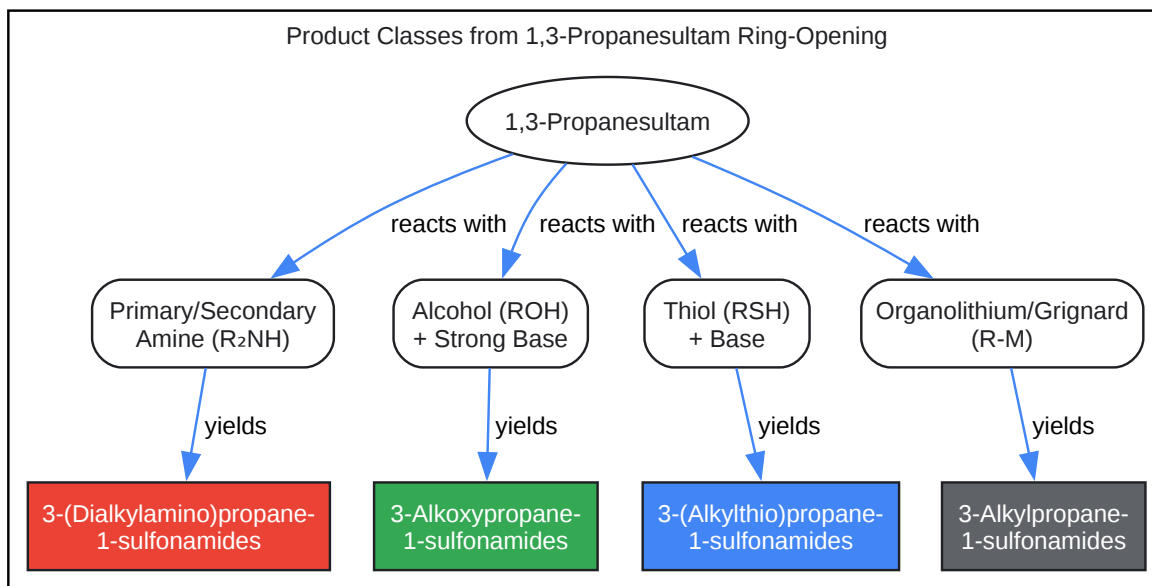 Product Classes from 1,3-Propanesultam Ring-Opening
1,3-Propanesultam
reacts with
reacts with
reacts with
reacts with
Primary/Secondary
Amine (R₂NH)
Alcohol (ROH)
+ Strong Base
Thiol (RSH)
+ Base
Organolithium/Grignard
(R-M)
yields
yields
yields
yields
3-(Dialkylamino)propane-
1-sulfonamides
3-Alkoxypropane-
1-sulfonamides
3-(Alkylthio)propane-
1-sulfonamides
3-Alkylpropane-
1-sulfonamides